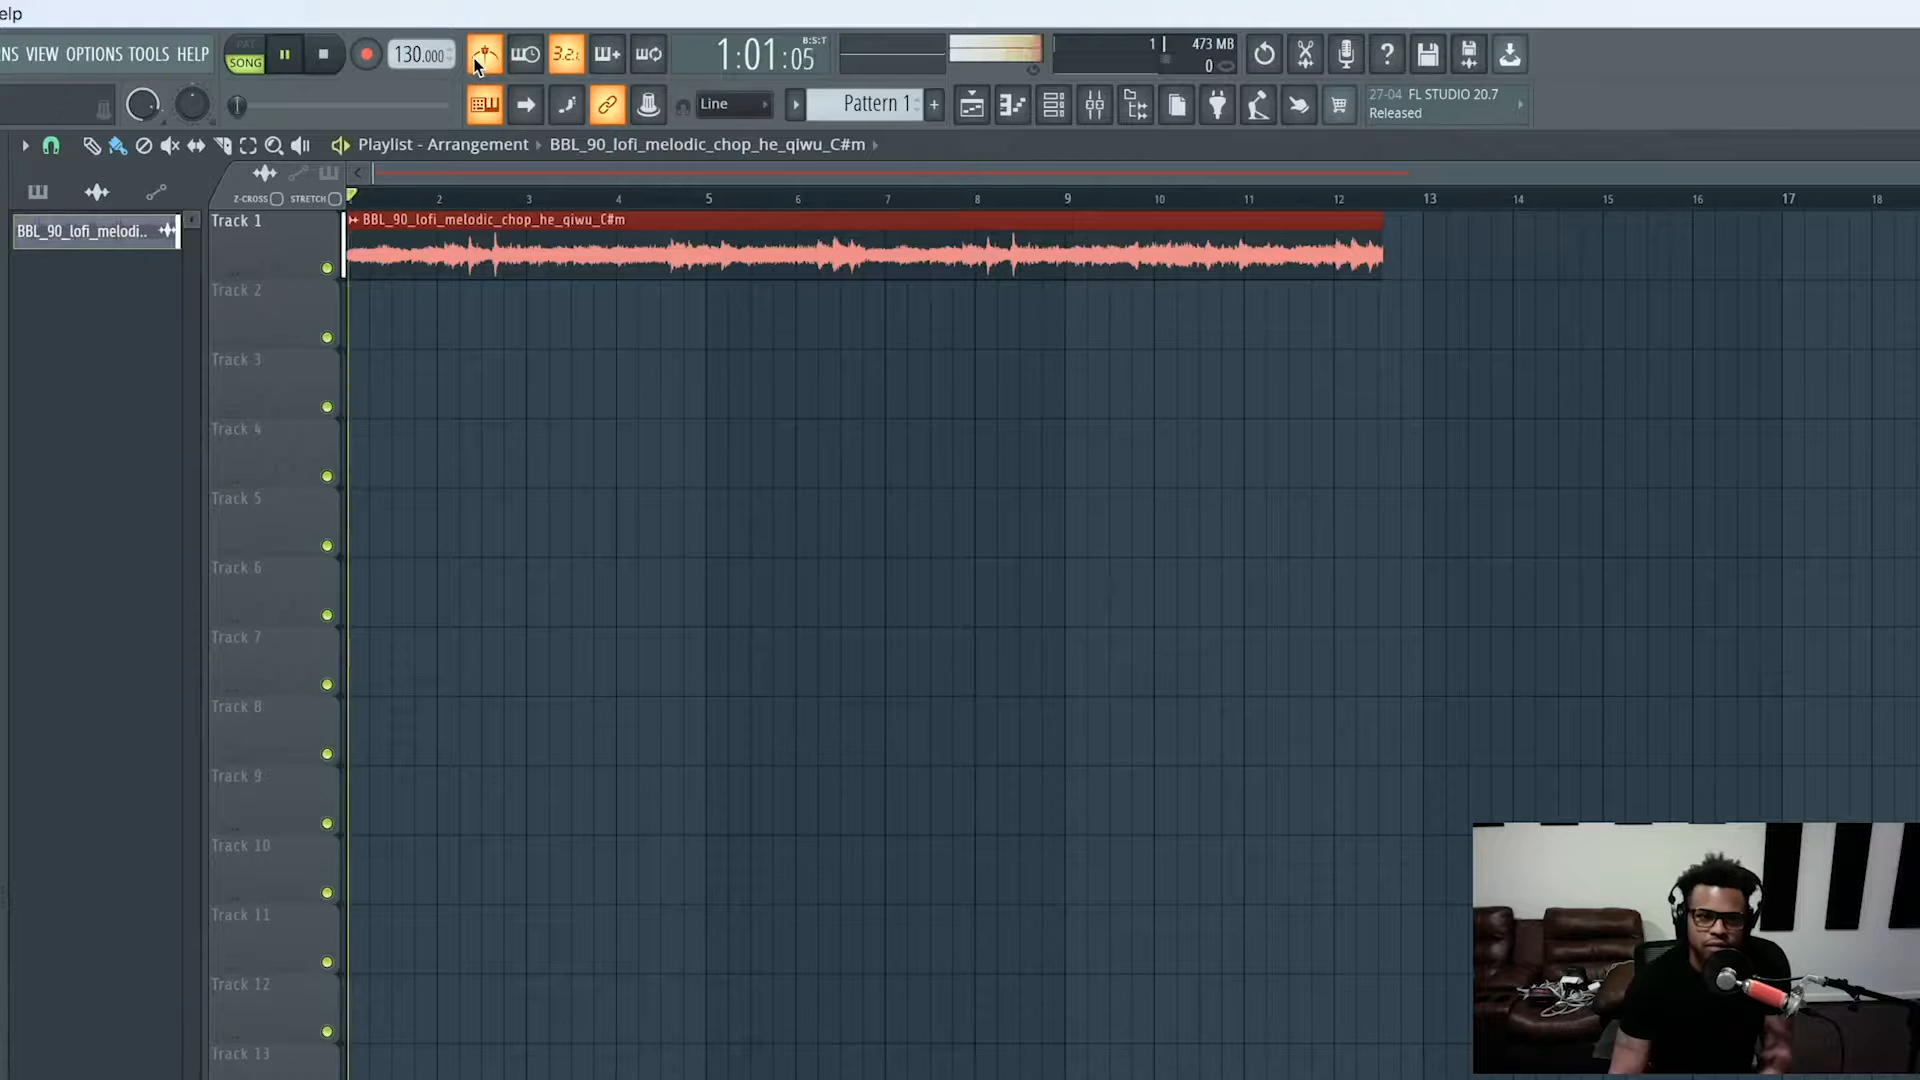 elp
NS VIEW OPTIONS TOOLS HELP
PAT
SONG
130.000
3.2.1
1:01:05
B:S:T
1
473 MB
0
Line
Pattern 1
+
?
27-04 FL STUDIO 20.7
Released
Playlist - Arrangement › BBL_90_lofi_melodic_chop_he_qiwu_C#m ›
Z-CROSS STRETCH
2 3 4 5 6 7 8 9 10 11 12 13 14 15 16 17 18
BBL_90_lofi_melodi..
Track 1
BBL_90_lofi_melodic_chop_he_qiwu_C#m
Track 2
Track 3
Track 4
Track 5
Track 6
Track 7
Track 8
Track 9
Track 10
Track 11
Track 12
Track 13